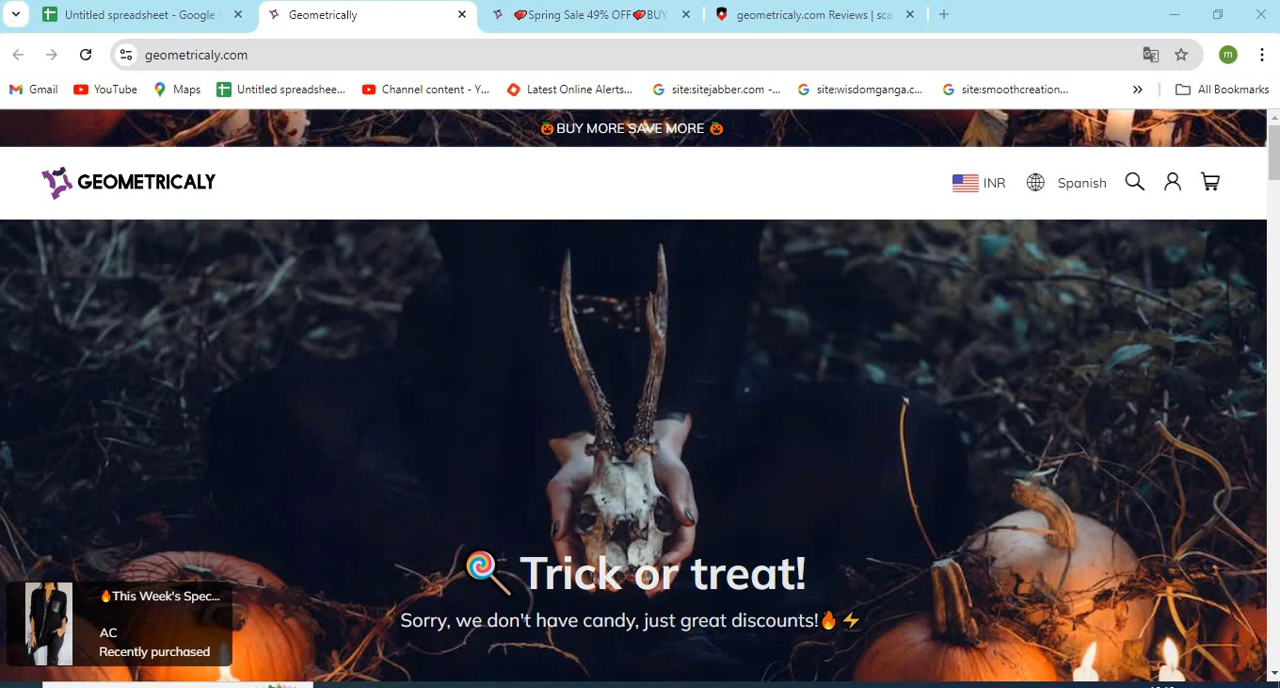 Untitled spreadsheet - Google
Geometrically
Spring Sale 49% OFF❤BUY
geometricaly.com Reviews | sca
geometricaly.com
m
Gmail
YouTube
Maps
Untitled spreadshee...
Channel content - Y...
Latest Online Alerts...
site:sitejabber.com -...
site:wisdomganga.c...
site:smoothcreation...
»
All Bookmarks
🎃BUY MORE SAVE MORE 🎃
GEOMETRICALY
INR
Spanish
🍭Trick or treat!
Sorry, we don't have candy, just great discounts!🔥⚡
🔥This Week's Spec...
AC
Recently purchased